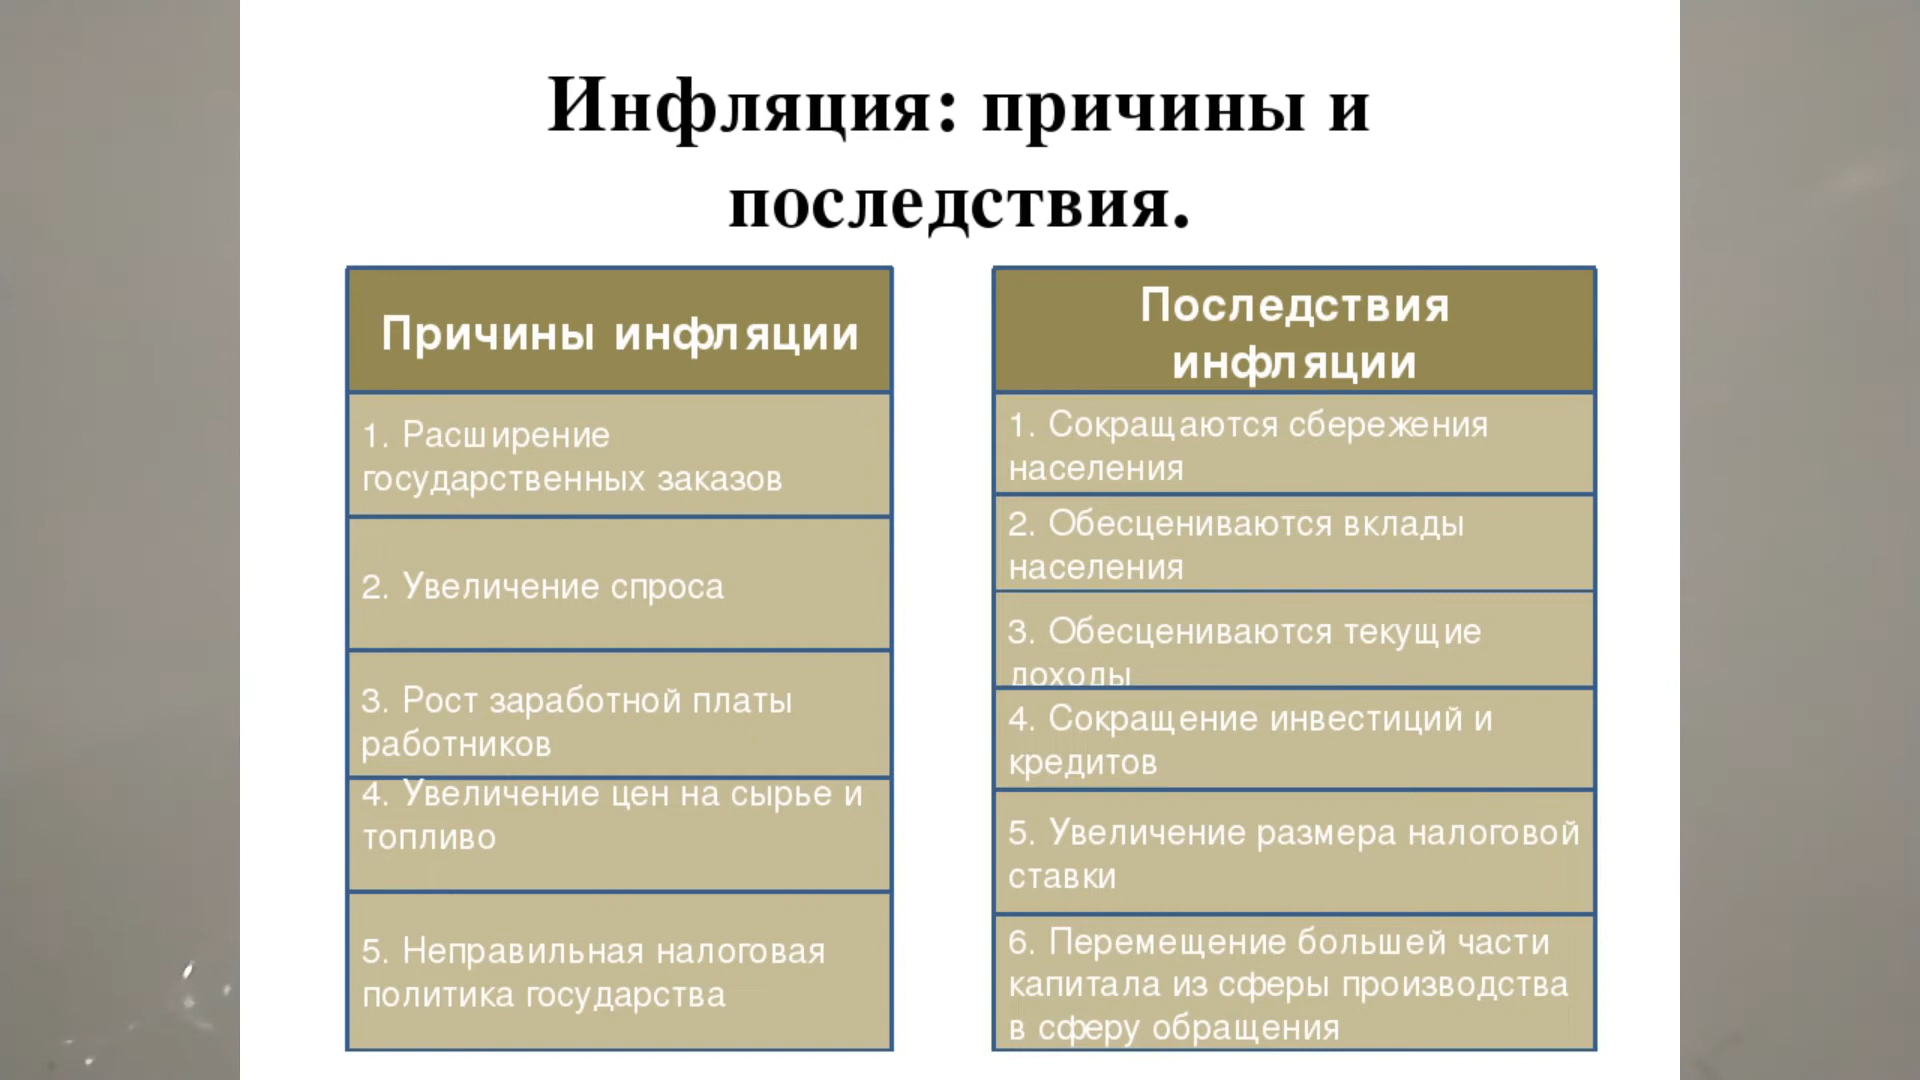 Инфляция: причины и
последствия.
Причины инфляции
1. Расширение
государственных заказов
2. Увеличение спроса
3. Рост заработной платы
работников
4. Увеличение цен на сырье и
топливо
5. Неправильная налоговая
политика государства
Последствия
инфляции
1. Сокращаются сбережения
населения
2. Обесцениваются вклады
населения
3. Обесцениваются текущие
доходы
4. Сокращение инвестиций и
кредитов
5. Увеличение размера налоговой
ставки
6. Перемещение большей части
капитала из сферы производства
в сферу обращения